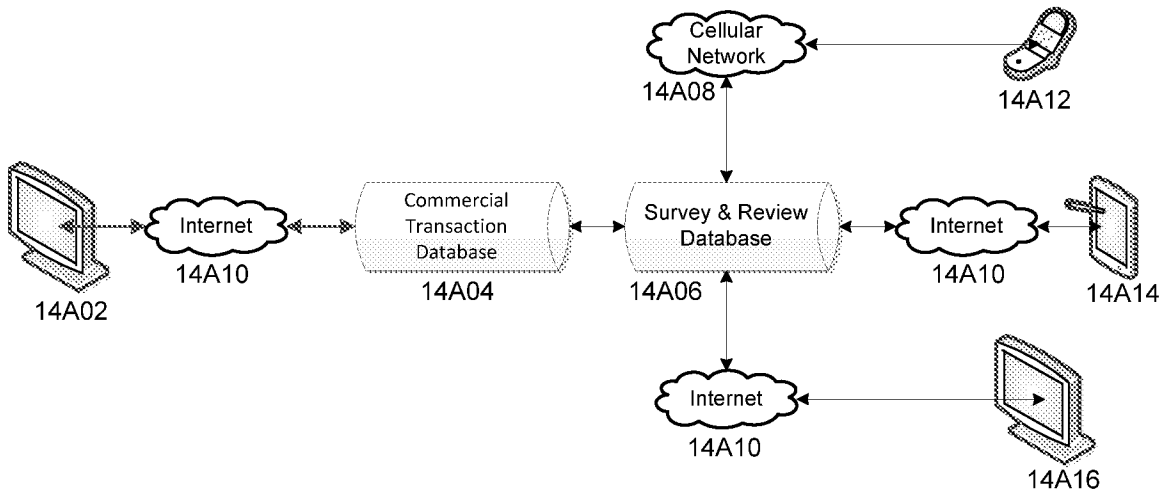 Cellular
Network
14A08
14A12
Internet
14A10
14A02
Commercial
Transaction
Database
14A04
Survey & Review
Database
14A06
Internet
14A10
14A14
Internet
14A10
14A16